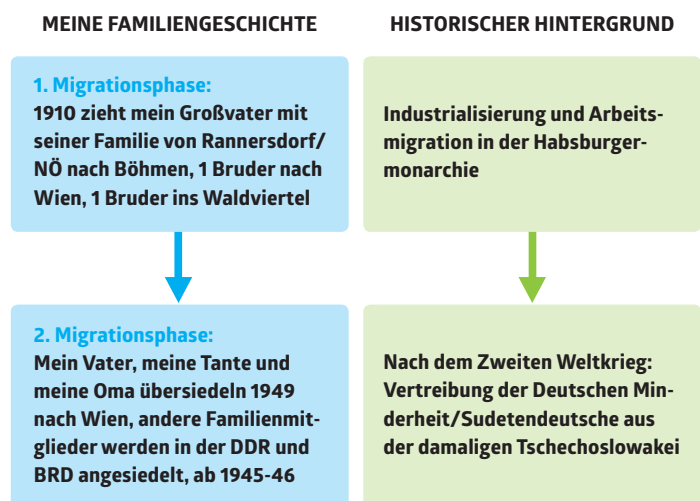 MEINE FAMILIENGESCHICHTE
HISTORISCHER HINTERGRUND
1. Migrationsphase:
1910 zieht mein Großvater mit
seiner Familie von Rannersdorf/
NÖ nach Böhmen, 1 Bruder nach
Wien, 1 Bruder ins Waldviertel
Industrialisierung und Arbeits-
migration in der Habsburger-
monarchie
2. Migrationsphase:
Mein Vater, meine Tante und
meine Oma übersiedeln 1949
nach Wien, andere Familienmit-
glieder werden in der DDR und
BRD angesiedelt, ab 1945-46
Nach dem Zweiten Weltkrieg:
Vertreibung der Deutschen Min-
derheit/Sudetendeutsche aus
der damaligen Tschechoslowakei